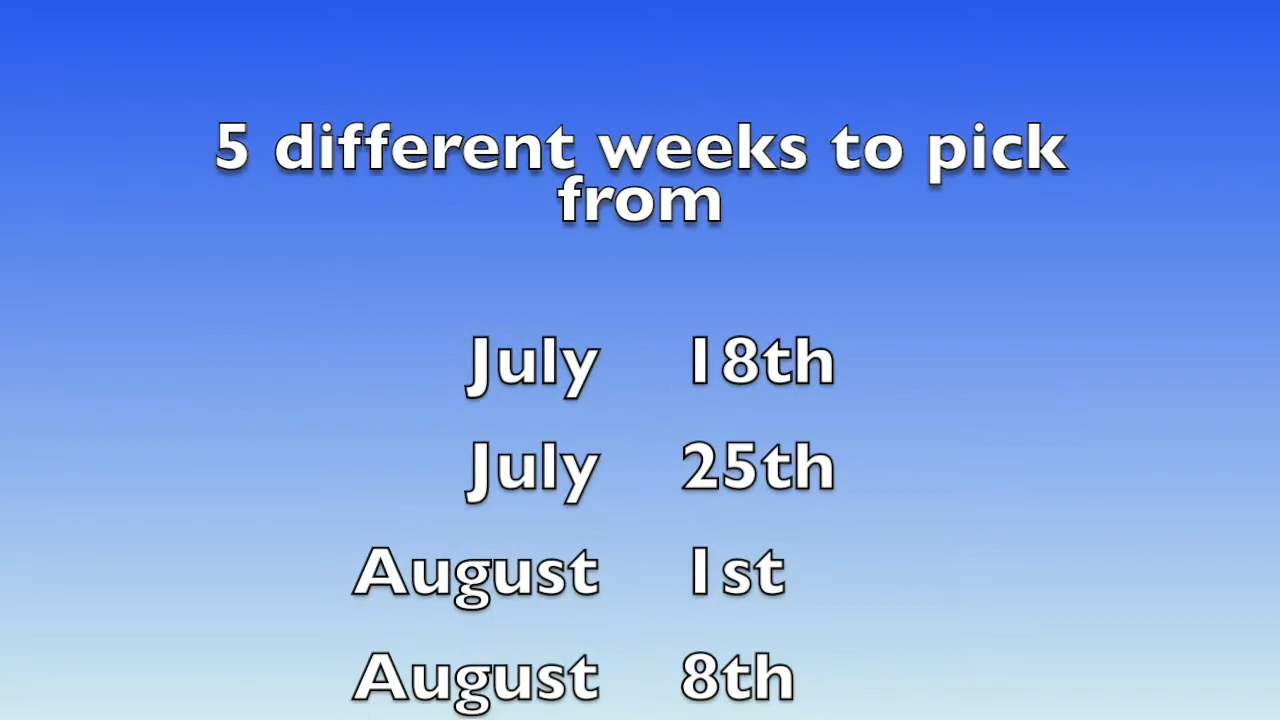 5 different weeks to pick
from
July 18th
July 25th
August 1st
August 8th